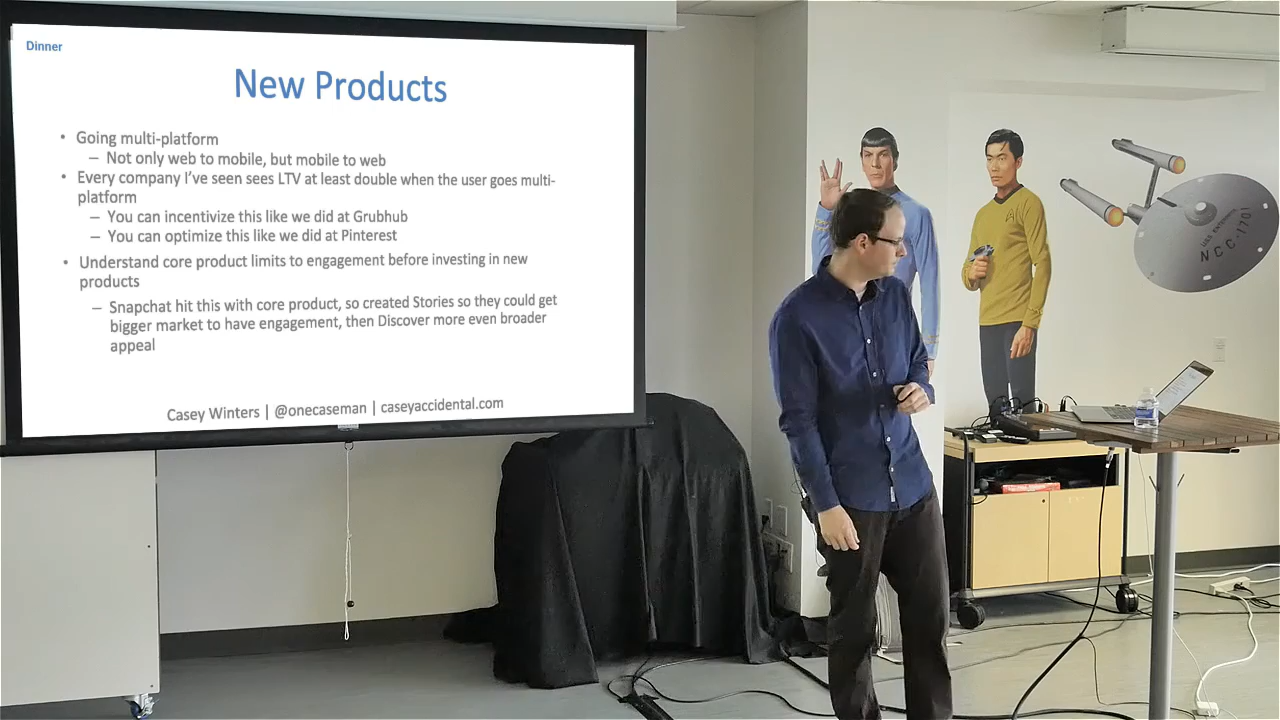 Dinner
New Products
• Going multi-platform
– Not only web to mobile, but mobile to web
• Every company I've seen sees LTV at least double when the user goes multi-
platform
– You can incentivize this like we did at Grubhub
– You can optimize this like we did at Pinterest
• Understand core product limits to engagement before investing in new
products
– Snapchat hit this with core product, so created Stories so they could get
bigger market to have engagement, then Discover more even broader
appeal
Casey Winters | @onecaseman | caseyaccidental.com
USS ENTERPRISE
NCC-1701